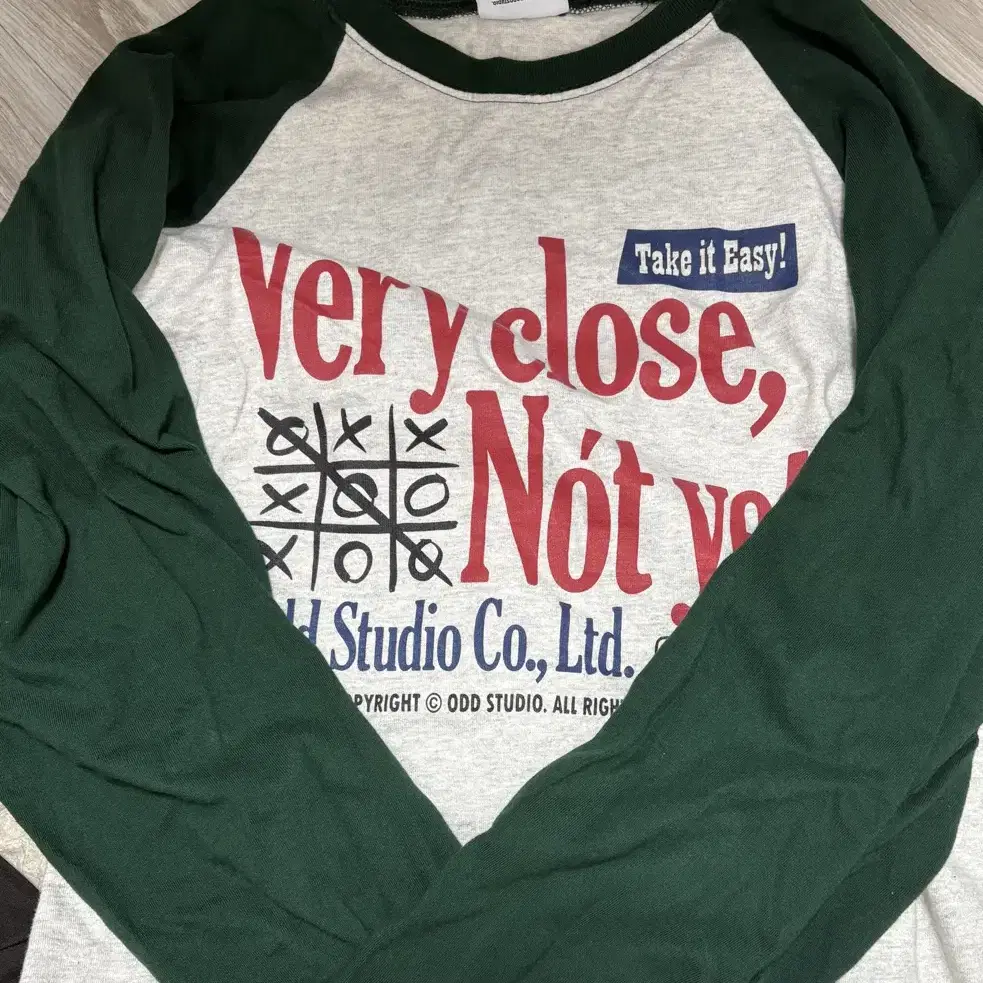 Take it Easy!
Very close,
Nót
Studio Co., Ltd.
© ODD STUDIO. ALL